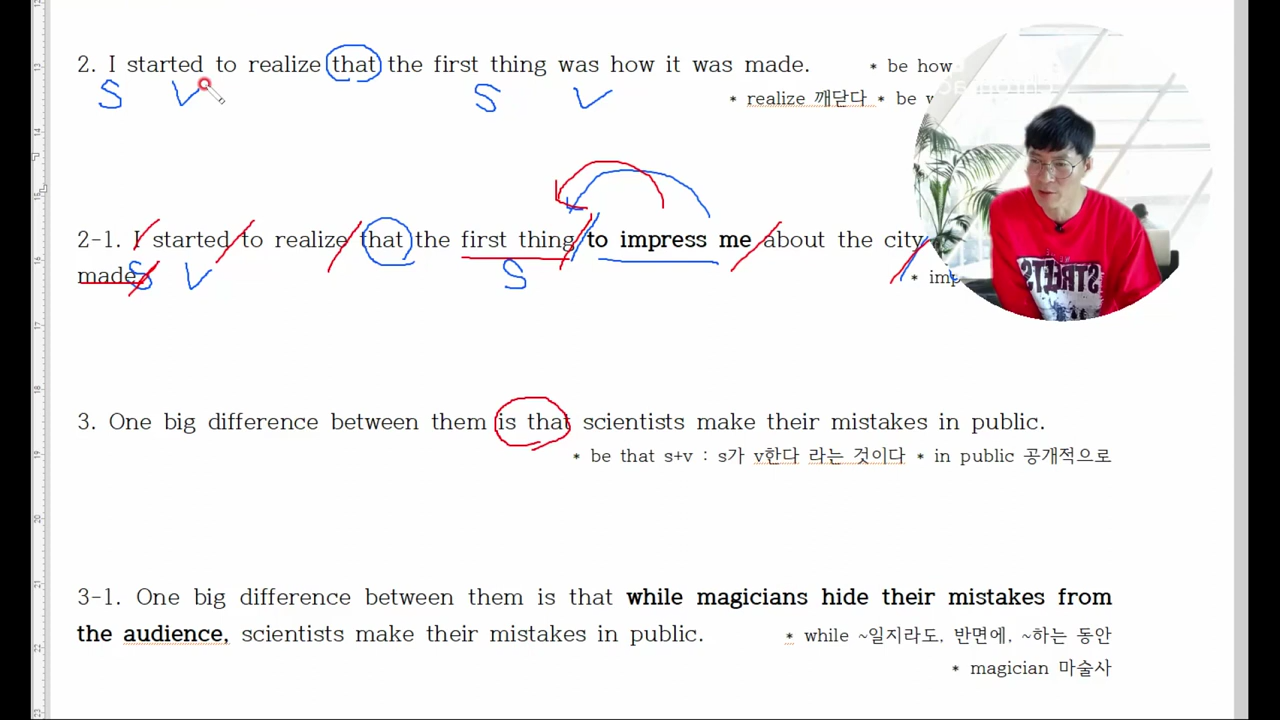 2. I started to realize that the first thing was how it was made. * be how
S V S V * realize 깨닫다 * be w
2-1. I started to realize that the first thing to impress me about the city
made S V S * imp
3. One big difference between them is that scientists make their mistakes in public.
* be that s+v : s가 v한다 라는 것이다 * in public 공개적으로
3-1. One big difference between them is that while magicians hide their mistakes from
the audience, scientists make their mistakes in public. * while ~일지라도, 반면에, ~하는 동안
* magician 마술사